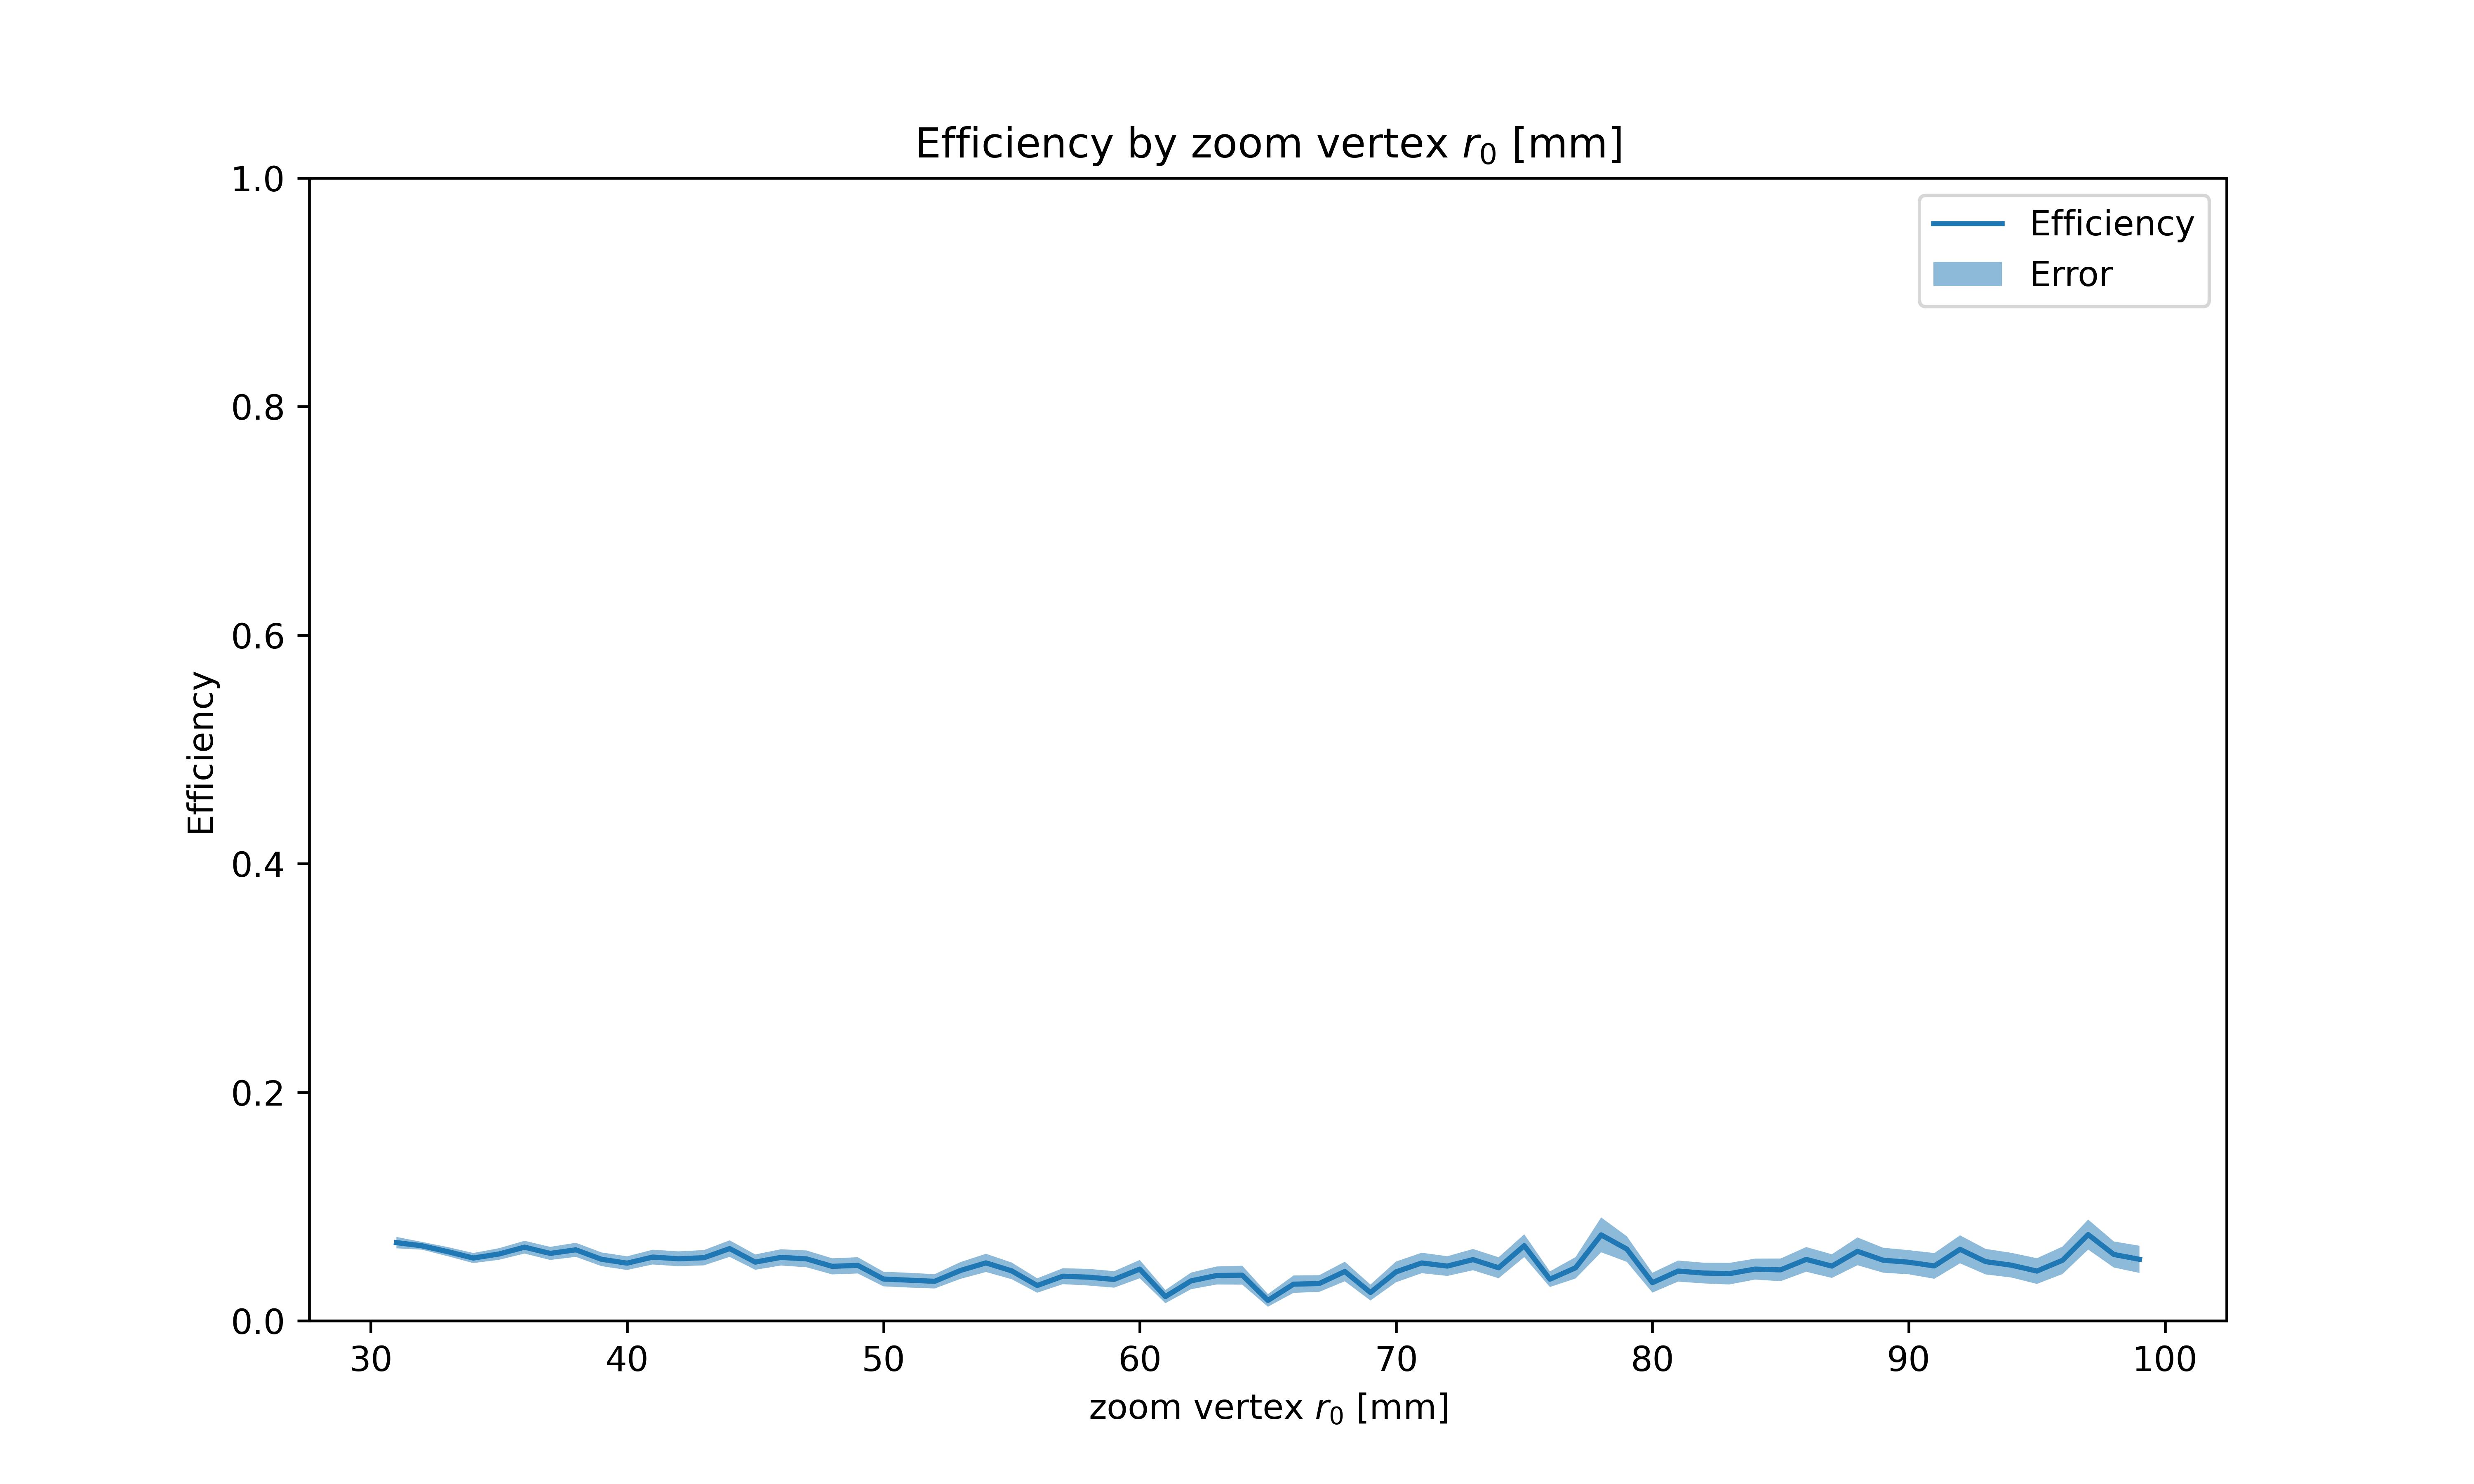 Efficiency by zoom vertex r₀ [mm]
1.0
0.8
0.6
0.4
0.2
0.0
Efficiency
Efficiency
Error
30 40 50 60 70 80 90 100
zoom vertex r₀ [mm]